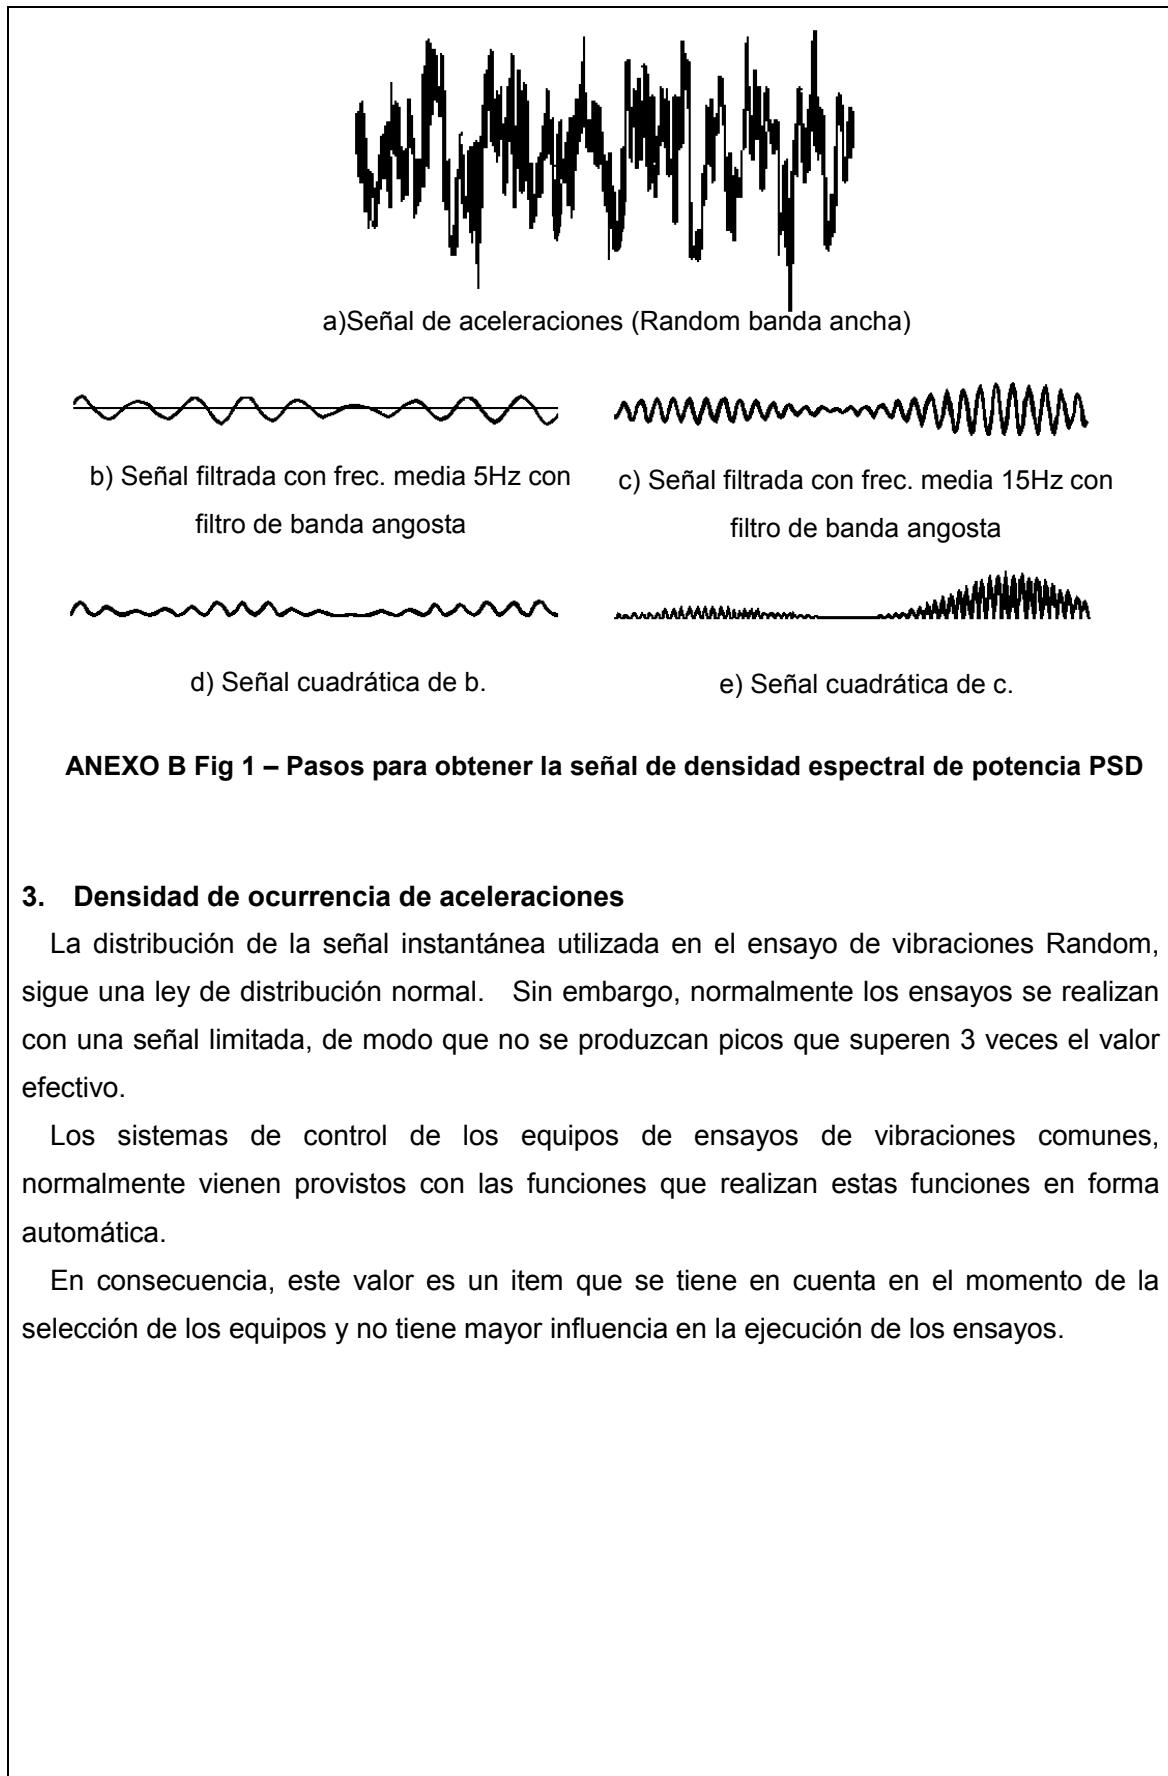 a)Señal de aceleraciones (Random banda ancha)
b) Señal filtrada con frec. media 5Hz con
filtro de banda angosta
c) Señal filtrada con frec. media 15Hz con
filtro de banda angosta
d) Señal cuadrática de b.
e) Señal cuadrática de c.
ANEXO B Fig 1 – Pasos para obtener la señal de densidad espectral de potencia PSD
3. Densidad de ocurrencia de aceleraciones
La distribución de la señal instantánea utilizada en el ensayo de vibraciones Random,
sigue una ley de distribución normal. Sin embargo, normalmente los ensayos se realizan
con una señal limitada, de modo que no se produzcan picos que superen 3 veces el valor
efectivo.
Los sistemas de control de los equipos de ensayos de vibraciones comunes,
normalmente vienen provistos con las funciones que realizan estas funciones en forma
automática.
En consecuencia, este valor es un item que se tiene en cuenta en el momento de la
selección de los equipos y no tiene mayor influencia en la ejecución de los ensayos.